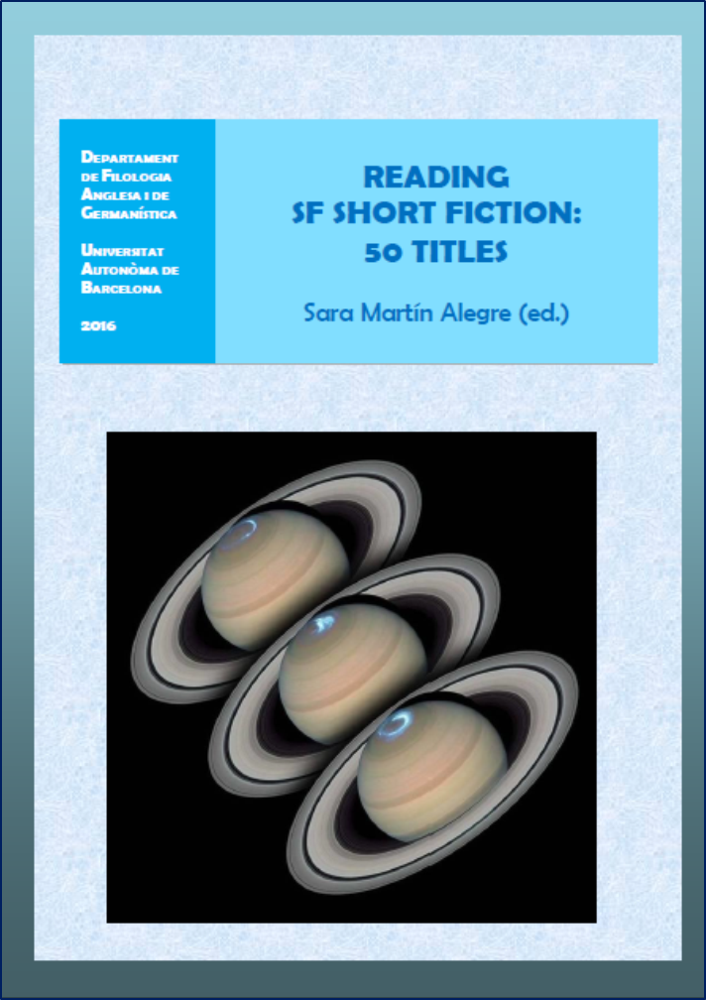 DEPARTAMENT
DE FILOLOGIA
ANGLESA I DE
GERMANÍSTICA
UNIVERSITAT
AUTONÒMA DE
BARCELONA
2016
READING
SF SHORT FICTION:
50 TITLES
Sara Martín Alegre (ed.)